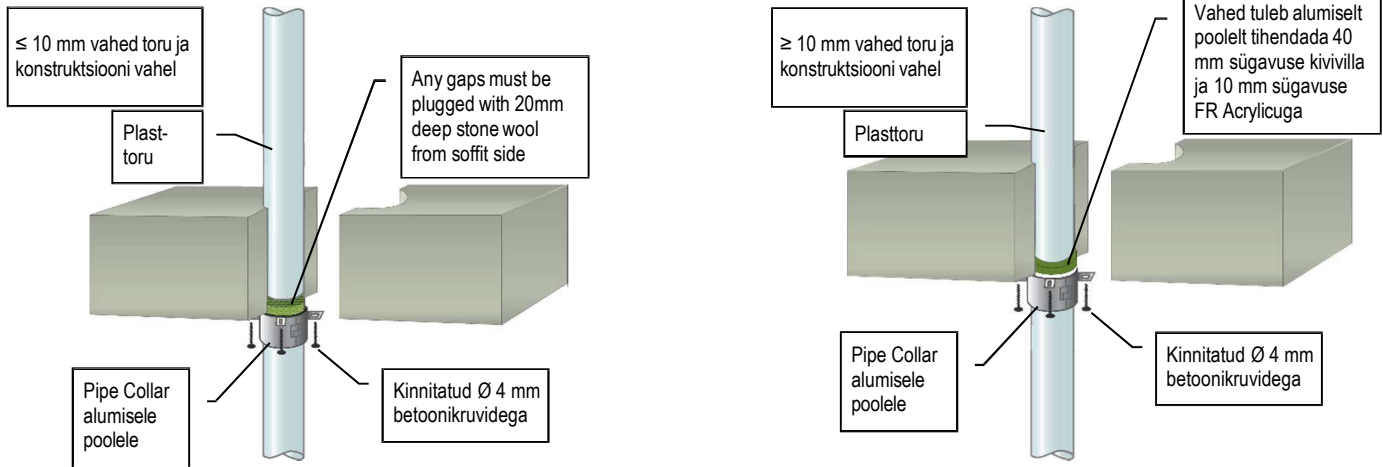 ≤ 10 mm vahed toru ja
konstruktsiooni vahel
Plast-
toru
Any gaps must be
plugged with 20mm
deep stone wool
from soffit side
Pipe Collar
alumisele
poolele
Kinnitatud Ø 4 mm
betoonikruvidega
≥ 10 mm vahed toru ja
konstruktsiooni vahel
Plasttoru
Vahed tuleb alumiselt
poolelt tihendada 40
mm sügavuse kivivilla
ja 10 mm sügavuse
FR Acrylicuga
Pipe Collar
alumisele
poolele
Kinnitatud Ø 4 mm
betoonikruvidega